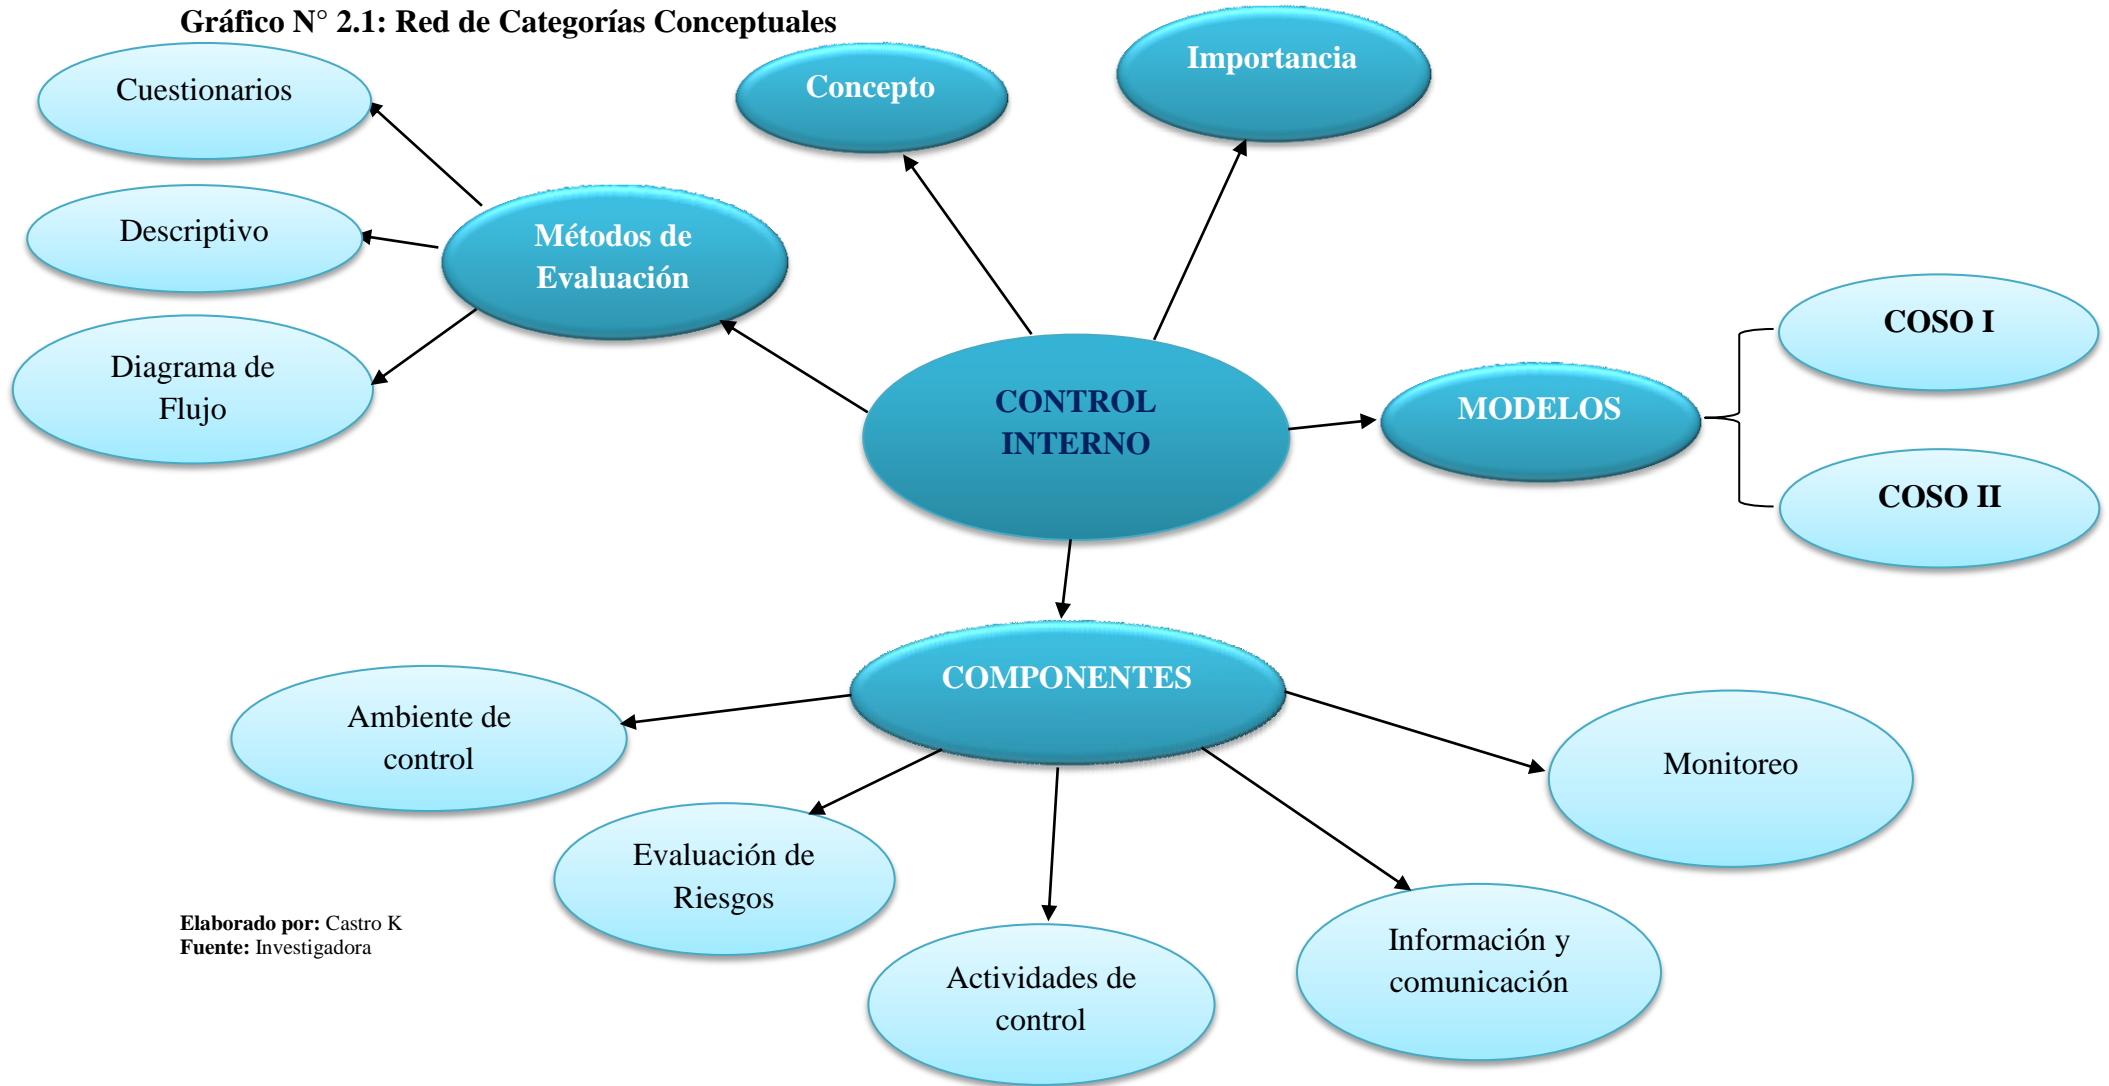 Gráfico N° 2.1: Red de Categorías Conceptuales
Cuestionarios
Descriptivo
Diagrama de
Flujo
Métodos de
Evaluación
Concepto
Importancia
CONTROL
INTERNO
MODELOS
COSO I
COSO II
COMPONENTES
Ambiente de
control
Evaluación de
Riesgos
Actividades de
control
Información y
comunicación
Monitoreo
Elaborado por: Castro K
Fuente: Investigadora